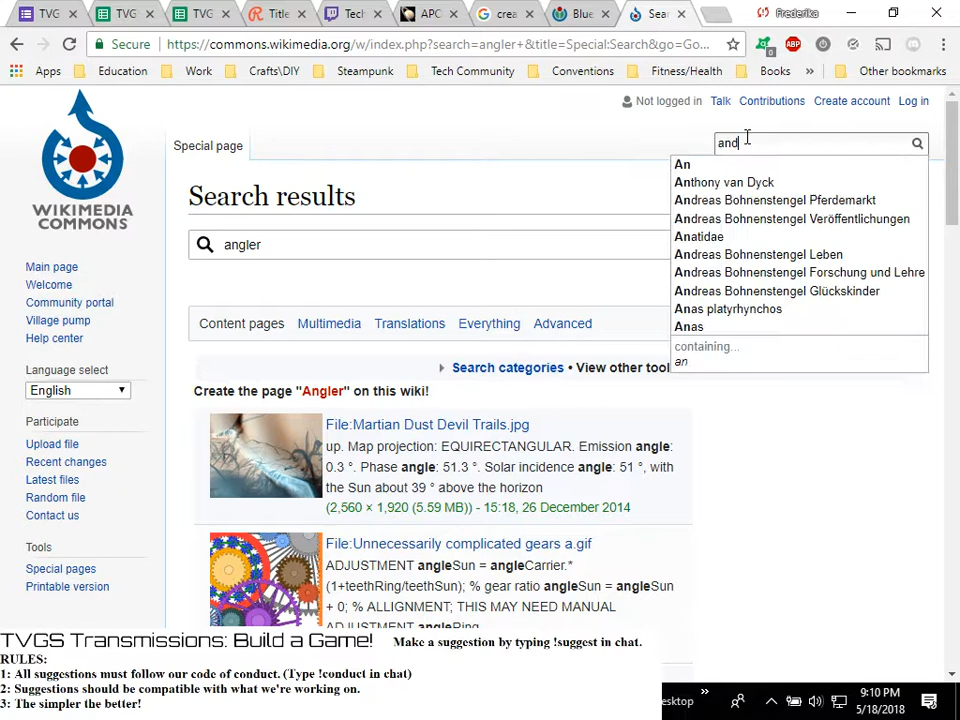 TVG
TVG
TVG
Title
Tech
APO
crea
Blue
Sear
Frederika
Secure
https://commons.wikimedia.org/w/index.php?search=angler+&title=Special:Search&go=Go...
0
ABP
Apps
Education
Work
Crafts\DIY
Steampunk
Tech Community
Conventions
Fitness/Health
Books
»
Other bookmarks
Not logged in Talk Contributions Create account Log in
Special page
and
An
Anthony van Dyck
Andreas Bohnenstengel Pferdemarkt
Andreas Bohnenstengel Veröffentlichungen
Anatidae
Andreas Bohnenstengel Leben
Andreas Bohnenstengel Forschung und Lehre
Andreas Bohnenstengel Glückskinder
Anas platyrhynchos
Anas
containing...
an
WIKIMEDIA
COMMONS
Main page
Welcome
Community portal
Village pump
Help center
Language select
English
Participate
Upload file
Recent changes
Latest files
Random file
Contact us
Tools
Special pages
Printable version
Search results
angler
Content pages Multimedia Translations Everything Advanced
Search categories • View other tool
Create the page "Angler" on this wiki!
File:Martian Dust Devil Trails.jpg
up. Map projection: EQUIRECTANGULAR. Emission angle:
0.3 °. Phase angle: 51.3 °. Solar incidence angle: 51 °, with
the Sun about 39 ° above the horizon
(2,560 × 1,920 (5.59 MB)) - 15:18, 26 December 2014
File:Unnecessarily complicated gears a.gif
ADJUSTMENT angleSun = angleCarrier.*
(1+teethRing/teethSun); % gear ratio angleSun = angleSun
+ 0; % ALLIGNMENT; THIS MAY NEED MANUAL
ADJUSTMENT angleRing
TVGS Transmissions: Build a Game! Make a suggestion by typing !suggest in chat.
RULES:
1: All suggestions must follow our code of conduct. (Type !conduct in chat)
2: Suggestions should be compatible with what we're working on.
3: The simpler the better!
esktop
»
9:10 PM
5/18/2018